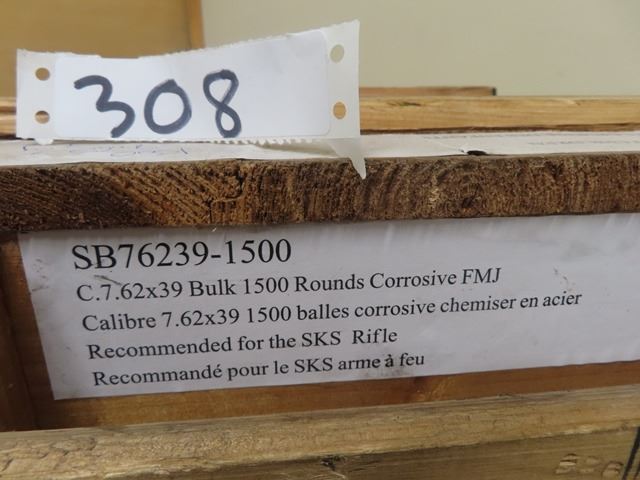 308
SB76239-1500
C.7.62x39 Bulk 1500 Rounds Corrosive FMJ
Calibre 7.62x39 1500 balles corrosive chemiser en acier
Recommended for the SKS Rifle
Recommandé pour le SKS arme à feu